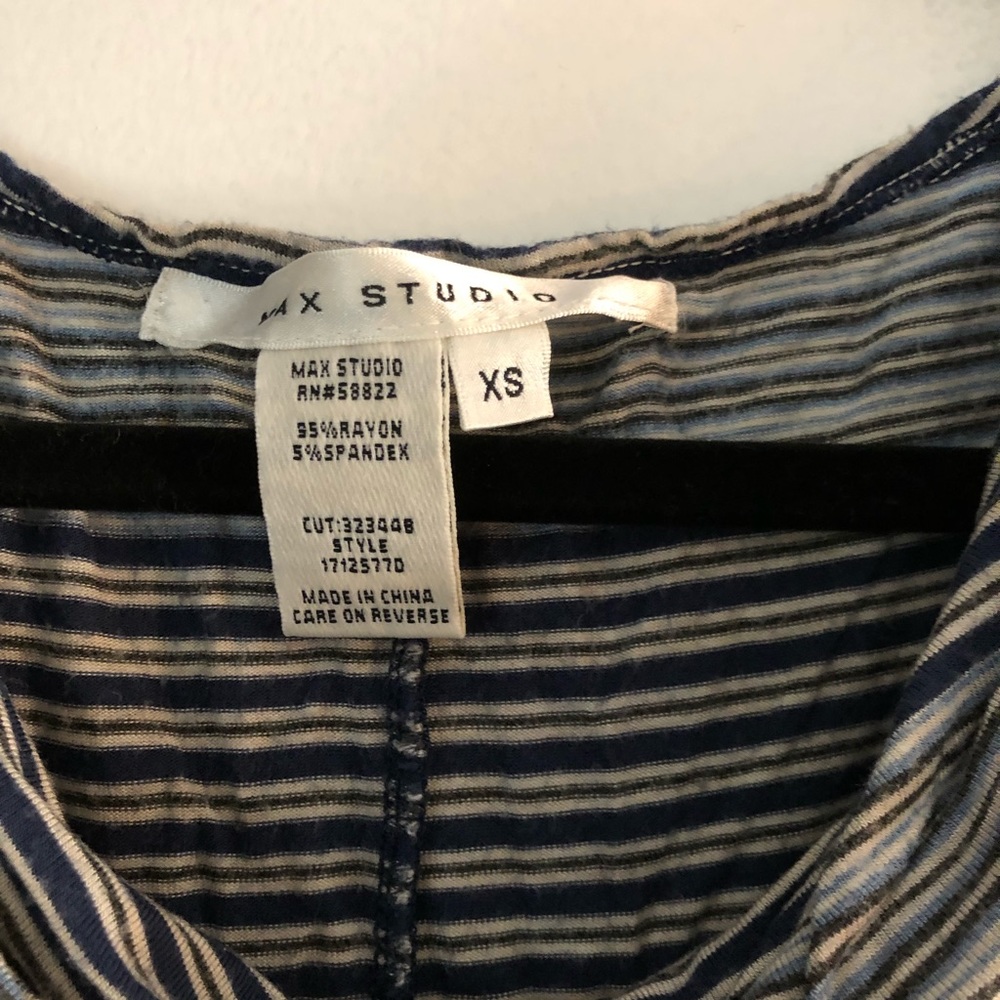 MAX STUDIO
XS
MAX STUDIO
RN#58822
95%RAYON
5%SPANDEX
CUT:323448
STYLE
17125770
MADE IN CHINA
CARE ON REVERSE